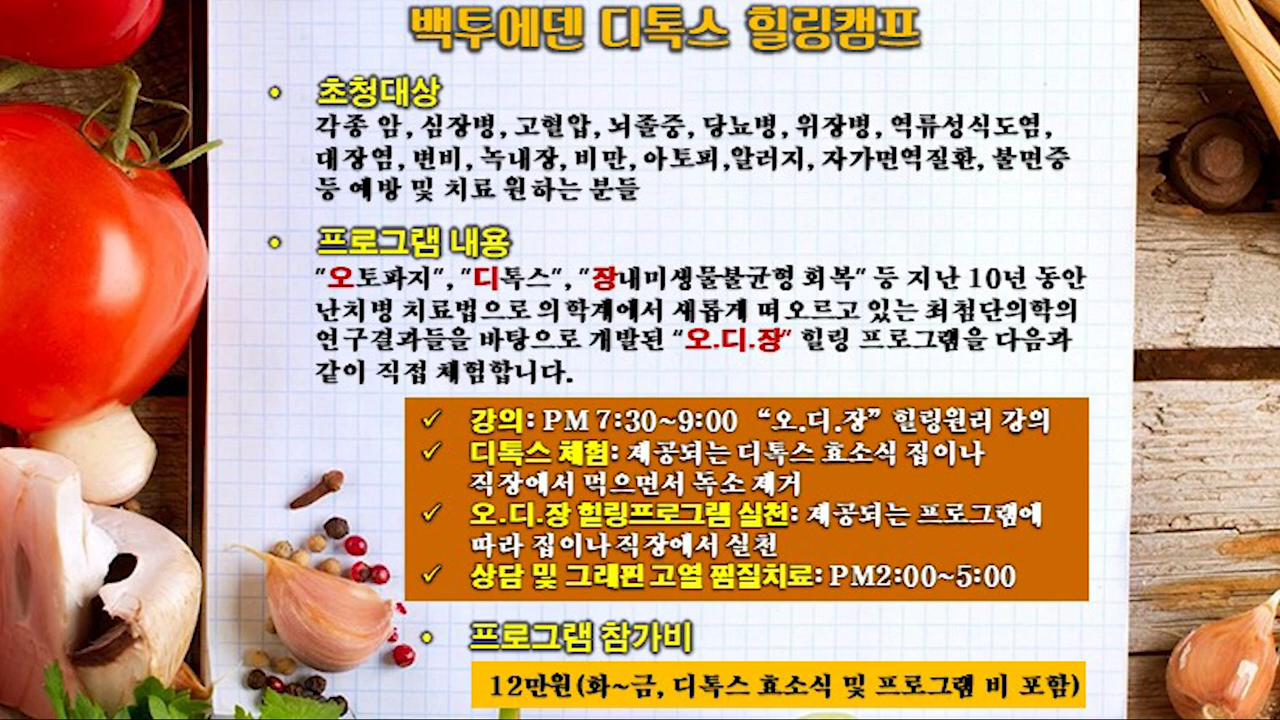 백투에덴 디톡스 힐링캠프
• 초청대상
각종 암, 심장병, 고혈압, 뇌졸중, 당뇨병, 위장병, 역류성식도염,
대장염, 변비, 녹내장, 비만, 아토피,알러지, 자가면역질환, 불면증
등 예방 및 치료 원하는 분들
• 프로그램 내용
"오토파지", "디톡스", "장내미생물불균형 회복" 등 지난 10년 동안
난치병 치료법으로 의학계에서 새롭게 떠오르고 있는 최첨단의학의
연구결과들을 바탕으로 개발된 "오.디.장" 힐링 프로그램을 다음과
같이 직접 체험합니다.
✓ 강의: PM 7:30~9:00 “오.디.장” 힐링원리 강의
✓ 디톡스 체험: 제공되는 디톡스 효소식 집이나
직장에서 먹으면서 독소 제거
✓ 오.디.장 힐링프로그램 실천: 제공되는 프로그램에
따라 집이나직장에서 실천
✓ 상담 및 그래핀 고열 찜질치료: PM2:00~5:00
• 프로그램 참가비
12만원(화~금, 디톡스 효소식 및 프로그램 비 포함)